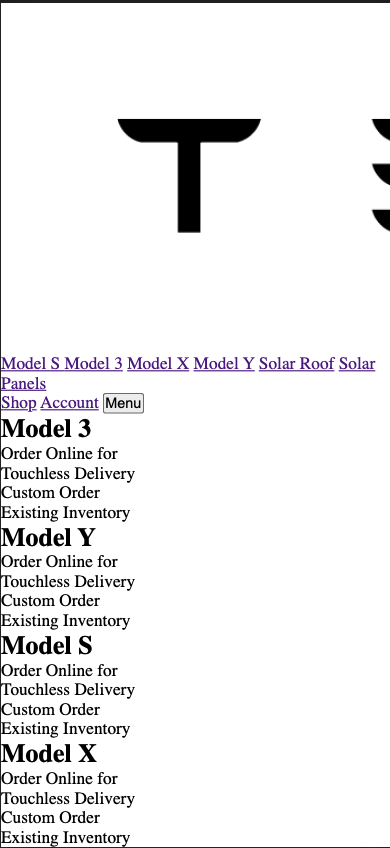 T
Model S Model 3 Model X Model Y Solar Roof Solar
Panels
Shop Account Menu
Model 3
Order Online for
Touchless Delivery
Custom Order
Existing Inventory
Model Y
Order Online for
Touchless Delivery
Custom Order
Existing Inventory
Model S
Order Online for
Touchless Delivery
Custom Order
Existing Inventory
Model X
Order Online for
Touchless Delivery
Custom Order
Existing Inventory